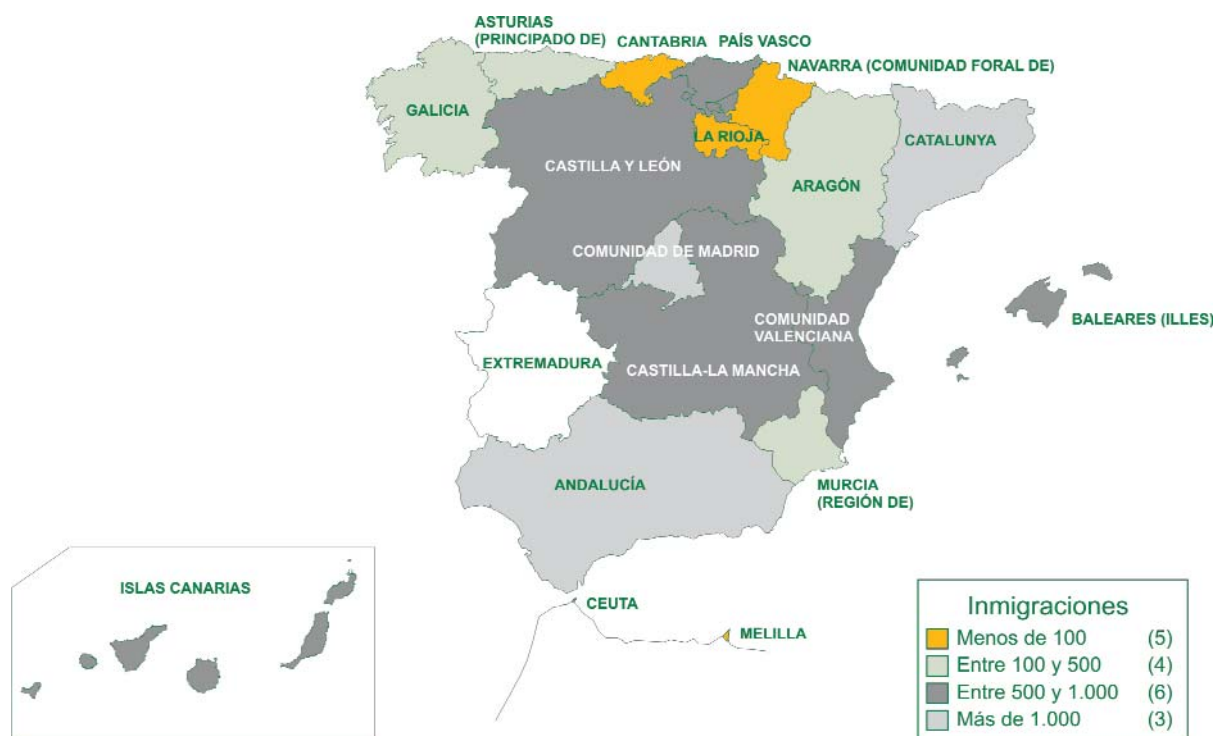 ASTURIAS
(PRINCIPADO DE)
CANTABRIA
PAÍS VASCO
NAVARRA (COMUNIDAD FORAL DE)
GALICIA
LA RIOJA
CATALUNYA
CASTILLA Y LEÓN
ARAGÓN
COMUNIDAD DE MADRID
COMUNIDAD
VALENCIANA
BALEARES (ILLES)
EXTREMADURA
CASTILLA-LA MANCHA
ANDALUCÍA
MURCIA
(REGIÓN DE)
ISLAS CANARIAS
CEUTA
MELILLA
Inmigraciones
Menos de 100 (5)
Entre 100 y 500 (4)
Entre 500 y 1.000 (6)
Más de 1.000 (3)